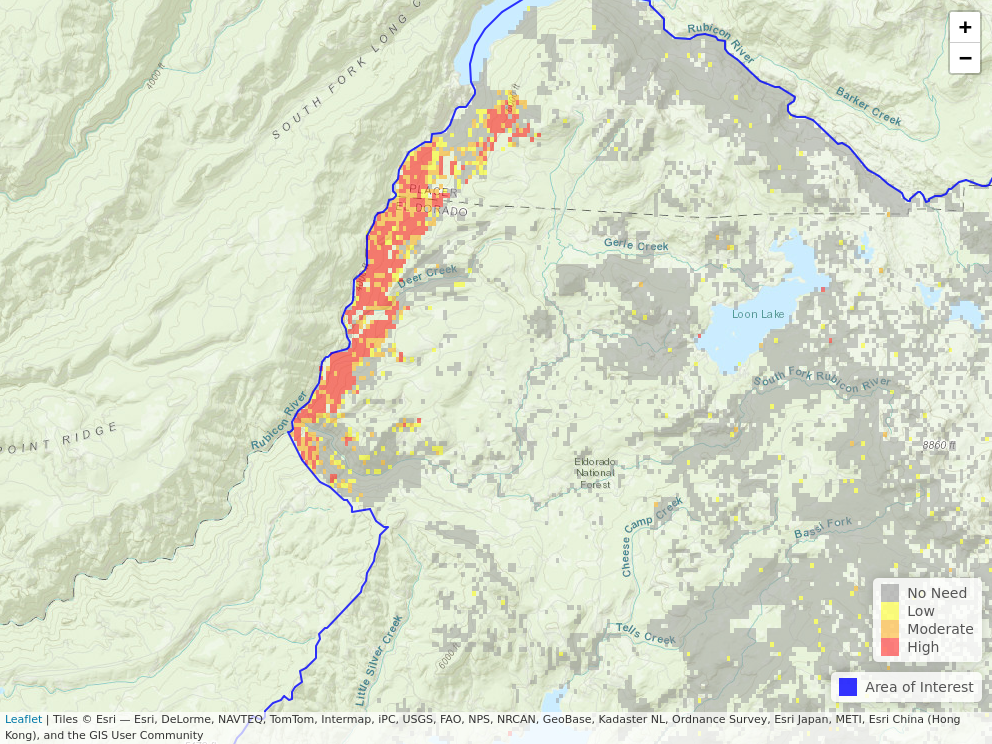 +
−
Rubicon River
Barker Creek
SOUTH FORK LONG C
4000 ft
PLACER
EL DORADO
Gerle Creek
Deer Creek
Loon Lake
South Fork Rubicon River
Rubicon River
POINT RIDGE
8860 ft
Eldorado
National
Forest
Cheese Camp Creek
Bassi Fork
Tells Creek
Little Silver Creek
6000 ft
No Need
Low
Moderate
High
Area of Interest
Leaflet | Tiles © Esri — Esri, DeLorme, NAVTEQ, TomTom, Intermap, iPC, USGS, FAO, NPS, NRCAN, GeoBase, Kadaster NL, Ordnance Survey, Esri Japan, METI, Esri China (Hong
Kong), and the GIS User Community